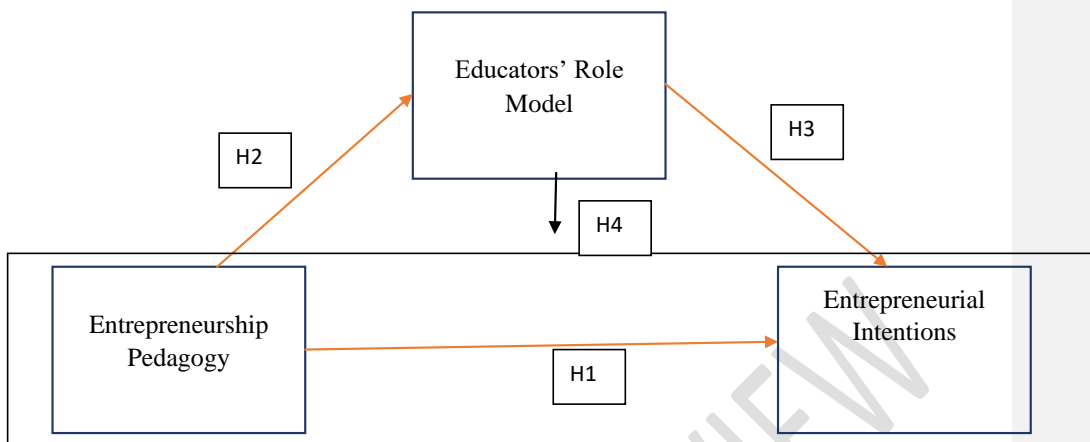 Educators’ Role
Model
H2
H3
H4
Entrepreneurship
Pedagogy
Entrepreneurial
Intentions
H1